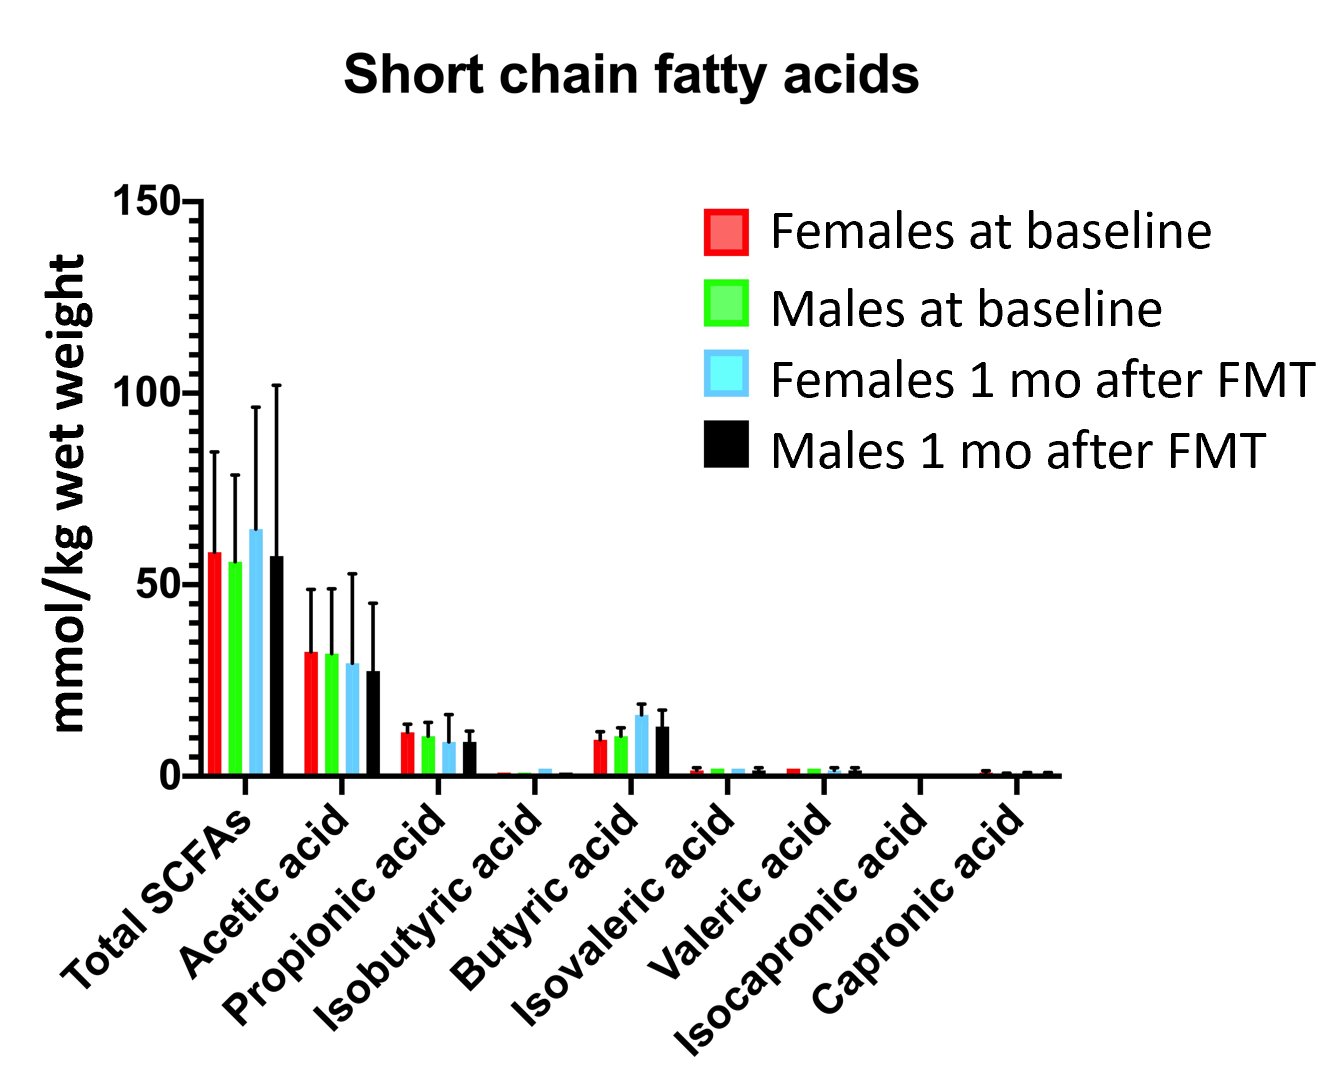 Short chain fatty acids
mmol/kg wet weight
150
100
50
0
Females at baseline
Males at baseline
Females 1 mo after FMT
Males 1 mo after FMT
Total SCFAs
Acetic acid
Propionic acid
Isobutyric acid
Butyric acid
Isovaleric acid
Valeric acid
Isocapronic acid
Capronic acid